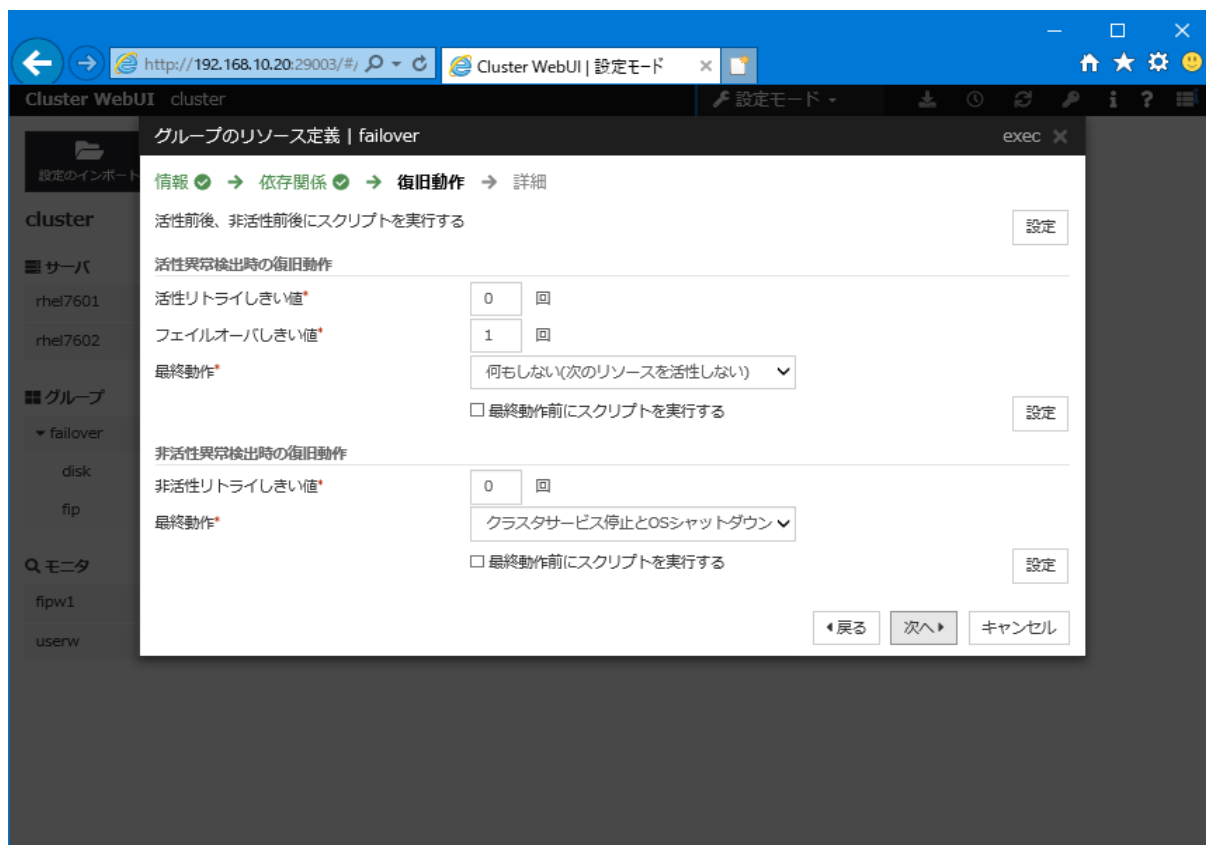 http://192.168.10.20:29003/#/
Cluster WebUI | 設定モード
Cluster WebUI cluster
設定モード
設定のインポート
グループのリソース定義 | failover
exec
情報 → 依存関係 → 復旧動作 → 詳細
活性前後、非活性前後にスクリプトを実行する
設定
活性異常検出時の復旧動作
活性リトライしきい値*
0 回
フェイルオーバしきい値*
1 回
最終動作*
何もしない(次のリソースを活性しない)
最終動作前にスクリプトを実行する
設定
非活性異常検出時の復旧動作
非活性リトライしきい値*
0 回
最終動作*
クラスタサービス停止とOSシャットダウン
最終動作前にスクリプトを実行する
設定
戻る
次へ
キャンセル
cluster
サーバ
rhel7601
rhel7602
グループ
failover
disk
fip
モニタ
fipw1
userw